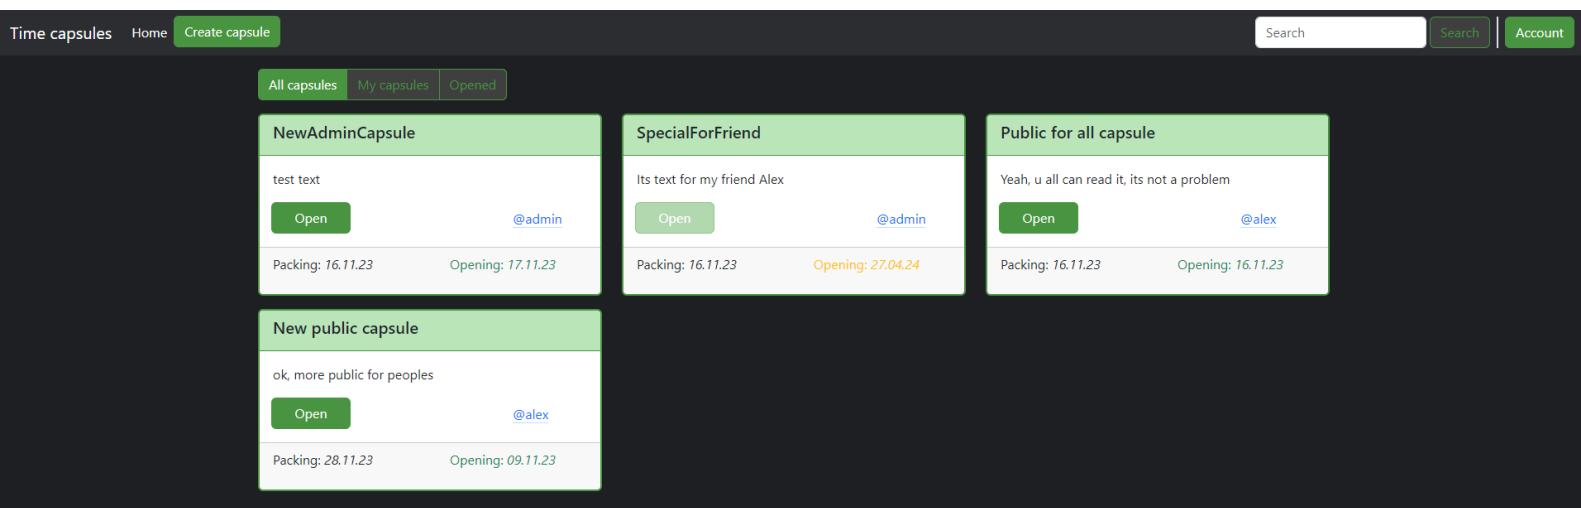 Time capsules Home Create capsule Search Search Account
All capsules My capsules Opened
NewAdminCapsule
test text
Open @admin
Packing: 16.11.23 Opening: 17.11.23
SpecialForFriend
Its text for my friend Alex
Open @admin
Packing: 16.11.23 Opening: 27.04.24
Public for all capsule
Yeah, u all can read it, its not a problem
Open @alex
Packing: 16.11.23 Opening: 16.11.23
New public capsule
ok, more public for peoples
Open @alex
Packing: 28.11.23 Opening: 09.11.23